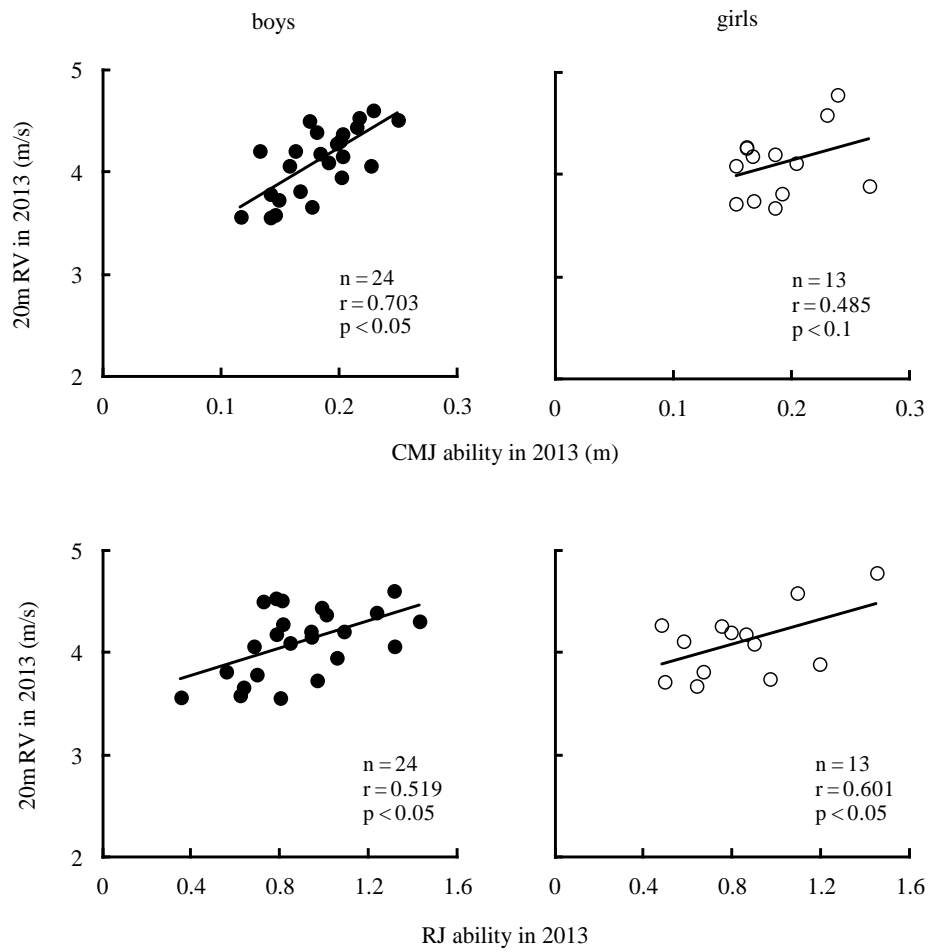 boys
girls
20m RV in 2013 (m/s)
5
4
3
2
n = 24
r = 0.703
p < 0.05
n = 13
r = 0.485
p < 0.1
0 0.1 0.2 0.3
0 0.1 0.2 0.3
CMJ ability in 2013 (m)
20m RV in 2013 (m/s)
5
4
3
2
n = 24
r = 0.519
p < 0.05
n = 13
r = 0.601
p < 0.05
0 0.4 0.8 1.2 1.6
0 0.4 0.8 1.2 1.6
RJ ability in 2013